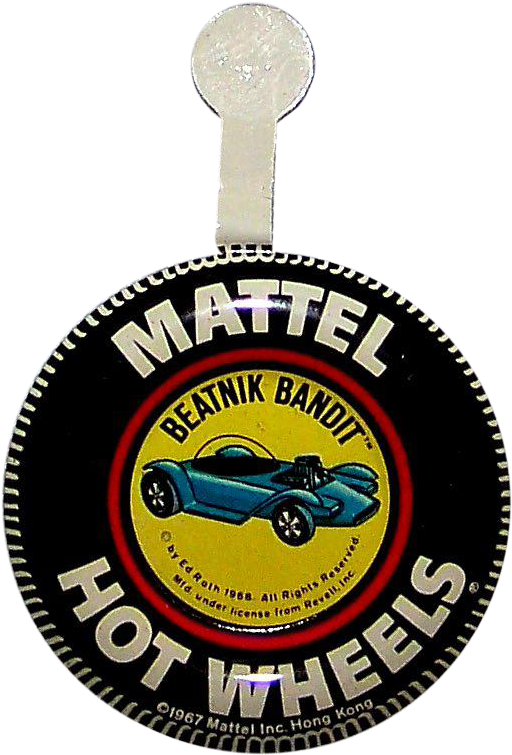 MATTEL
BEATNIK BANDIT™
© by Ed Roth 1968. All Rights Reserved.
Mfd. under license from Revell, Inc
HOT WHEELS®
©1967 Mattel Inc. Hong Kong